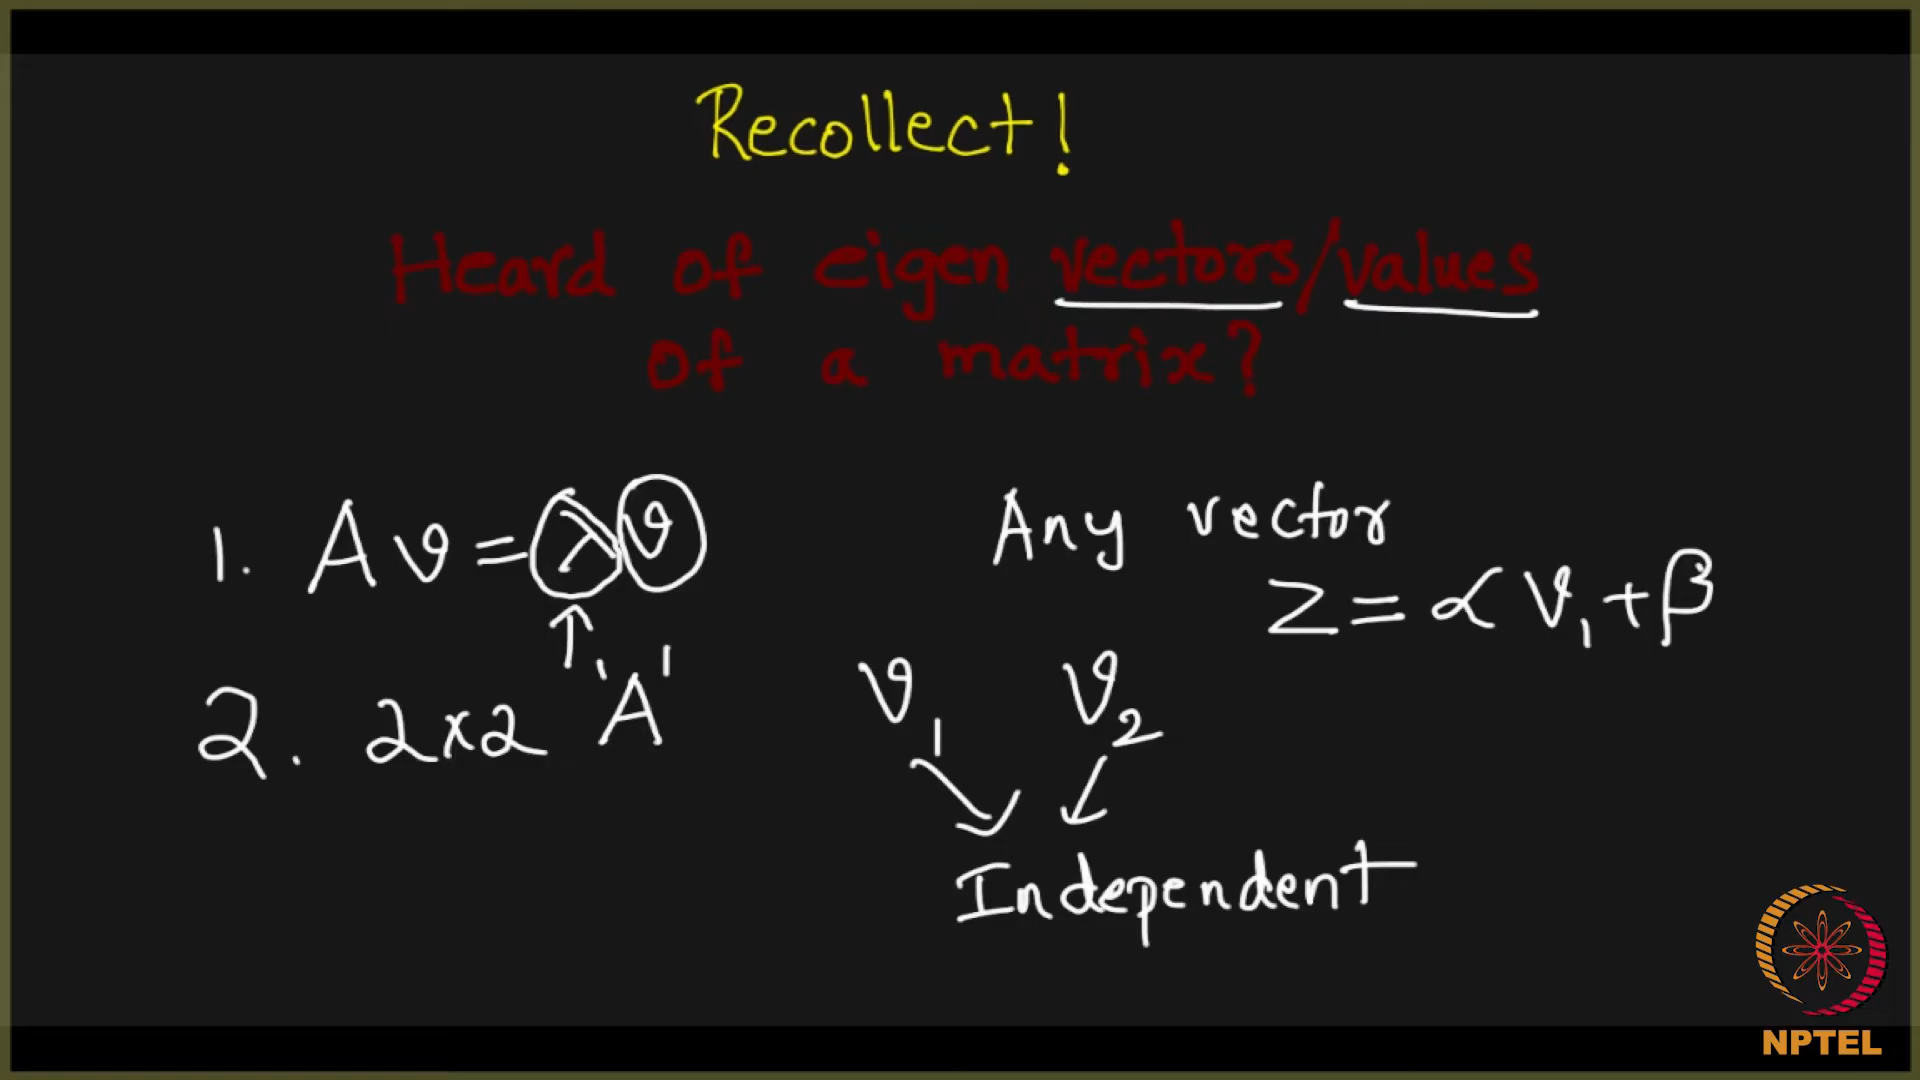 Recollect!
Heard of eigen vectors/values
of a matrix?
1. Av = λv
2. 2x2 'A'
Any vector
z = αv₁ + β
v₁ v₂
Independent
NPTEL